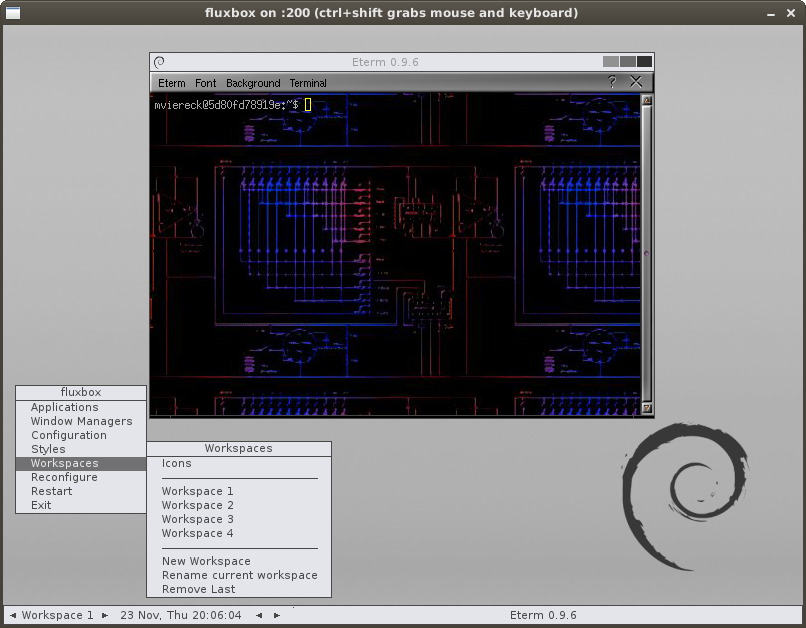 fluxbox on :200 (ctrl+shift grabs mouse and keyboard)
Eterm 0.9.6
Eterm Font Background Terminal ?
mviereck@5d80fd78919e:~$
fluxbox
Applications
Window Managers
Configuration
Styles
Workspaces
Reconfigure
Restart
Exit
Workspaces
Icons
Workspace 1
Workspace 2
Workspace 3
Workspace 4
New Workspace
Rename current workspace
Remove Last
Workspace 1 23 Nov, Thu 20:06:04 Eterm 0.9.6